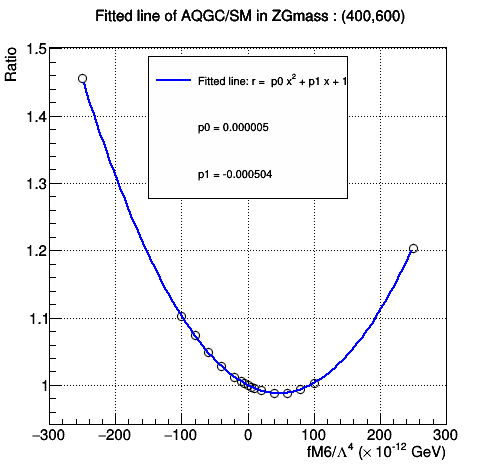 Fitted line of AQGC/SM in ZGmass : (400,600)
Ratio
1.5
1.4
1.3
1.2
1.1
1
Fitted line: r = p0 x² + p1 x + 1
p0 = 0.000005
p1 = -0.000504
−300 −200 −100 0 100 200 300
fM6/Λ⁴ (× 10⁻¹² GeV)